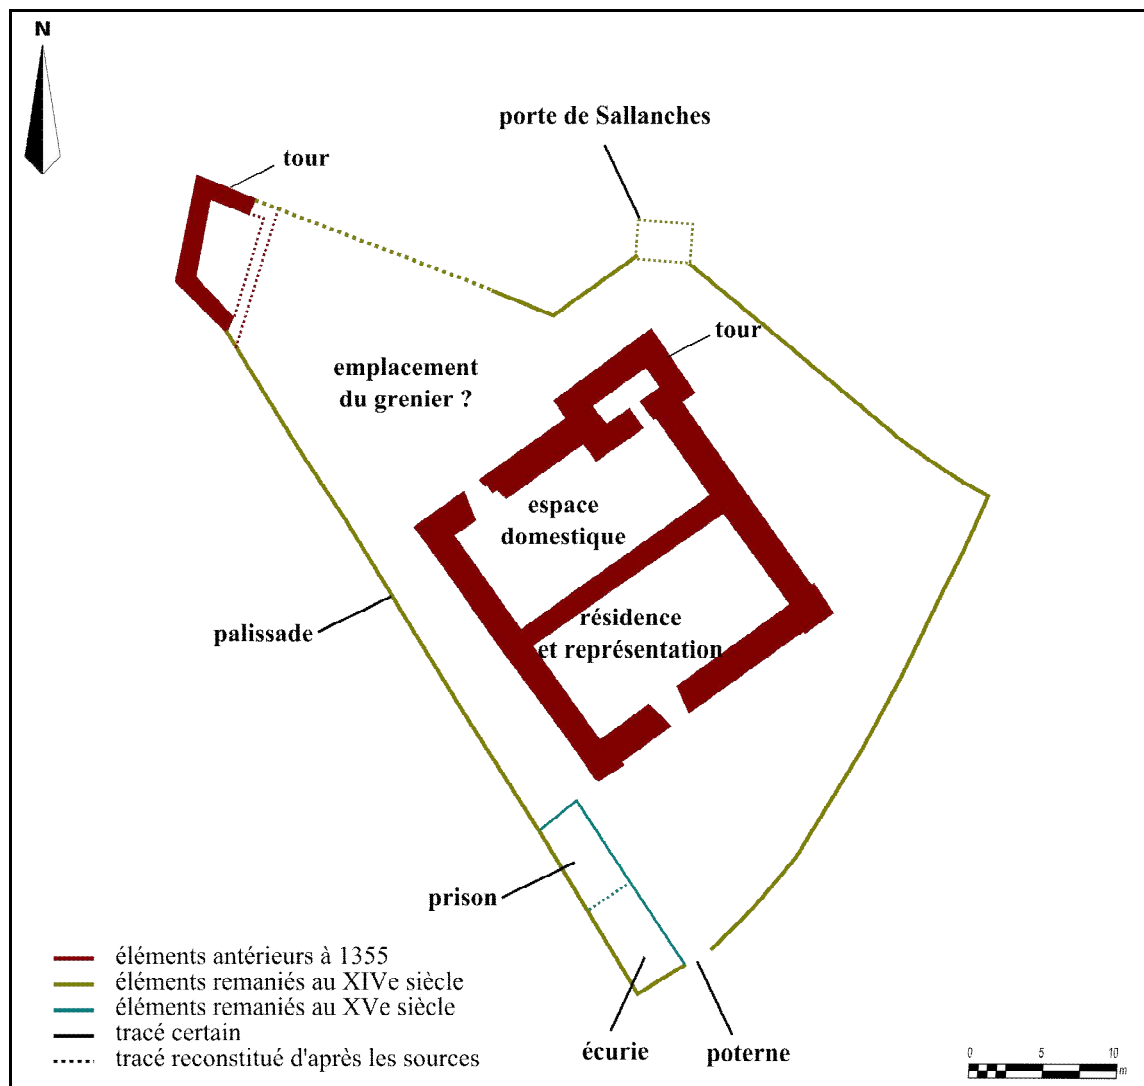 N
porte de Sallanches
tour
tour
emplacement
du grenier ?
espace
domestique
résidence
et représentation
palissade
prison
écurie
poterne
éléments antérieurs à 1355
éléments remaniés au XIVe siècle
éléments remaniés au XVe siècle
tracé certain
tracé reconstitué d'après les sources
0 5 10
m